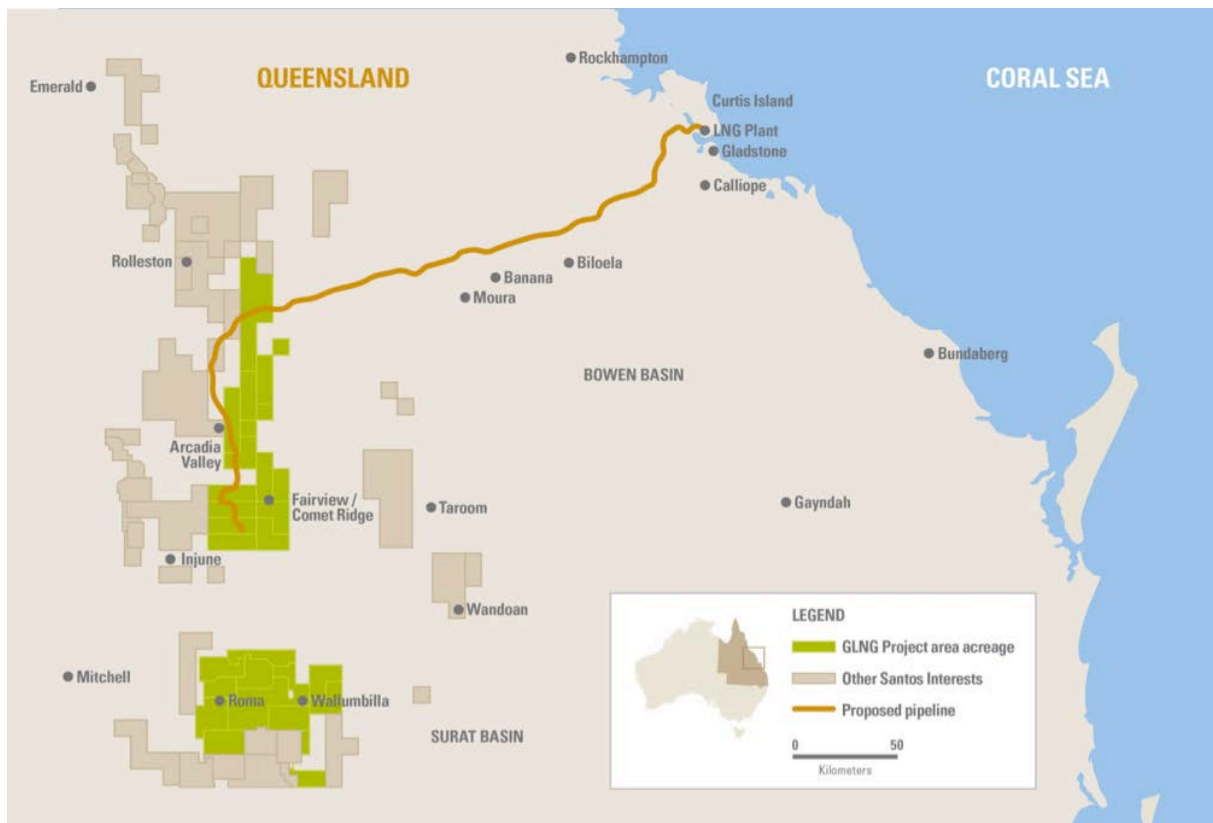 Rockhampton
QUEENSLAND
CORAL SEA
Emerald
Curtis Island
LNG Plant
Gladstone
Calliope
Rolleston
Biloela
Banana
Moura
Bundaberg
BOWEN BASIN
Arcadia
Valley
Fairview /
Comet Ridge
Taroom
Gayndah
Injune
Wandoan
Mitchell
Roma
Wallumbilla
SURAT BASIN
LEGEND
GLNG Project area acreage
Other Santos Interests
Proposed pipeline
0 50
Kilometers